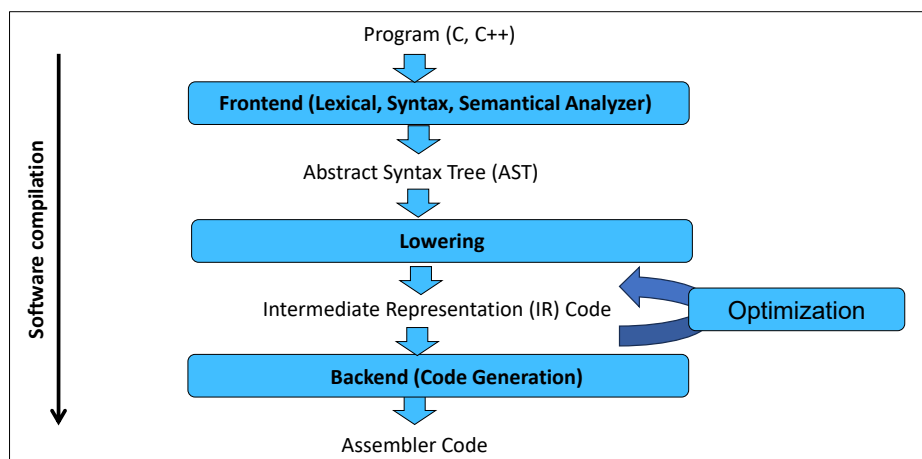 Program (C, C++)
Frontend (Lexical, Syntax, Semantical Analyzer)
Abstract Syntax Tree (AST)
Lowering
Intermediate Representation (IR) Code
Optimization
Backend (Code Generation)
Assembler Code
Software compilation